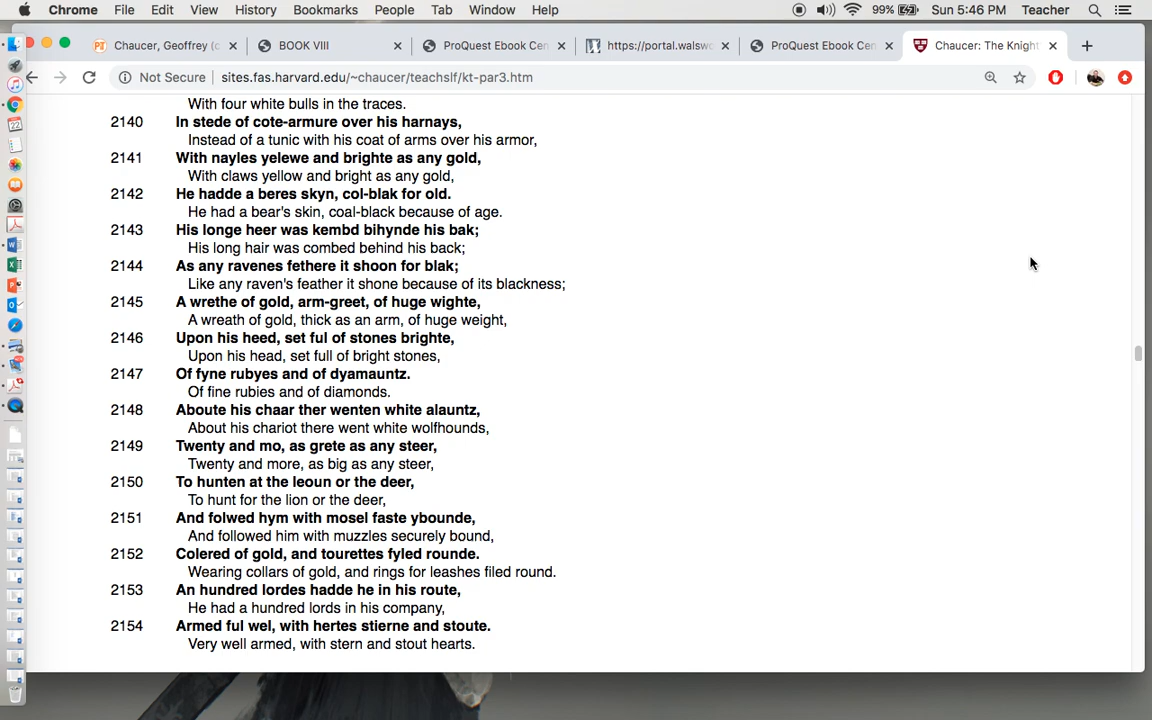 Chrome File Edit View History Bookmarks People Tab Window Help 99% Sun 5:46 PM Teacher
Chaucer, Geoffrey (c × BOOK VIII × ProQuest Ebook Cen × https://portal.walsw × ProQuest Ebook Cen × Chaucer: The Knight × +
Not Secure | sites.fas.harvard.edu/~chaucer/teachslf/kt-par3.htm
With four white bulls in the traces.
2140 In stede of cote-armure over his harnays,
Instead of a tunic with his coat of arms over his armor,
2141 With nayles yelewe and brighte as any gold,
With claws yellow and bright as any gold,
2142 He hadde a beres skyn, col-blak for old.
He had a bear's skin, coal-black because of age.
2143 His longe heer was kembd bihynde his bak;
His long hair was combed behind his back;
2144 As any ravenes fethere it shoon for blak;
Like any raven's feather it shone because of its blackness;
2145 A wrethe of gold, arm-greet, of huge wighte,
A wreath of gold, thick as an arm, of huge weight,
2146 Upon his heed, set ful of stones brighte,
Upon his head, set full of bright stones,
2147 Of fyne rubyes and of dyamauntz.
Of fine rubies and of diamonds.
2148 Aboute his chaar ther wenten white alauntz,
About his chariot there went white wolfhounds,
2149 Twenty and mo, as grete as any steer,
Twenty and more, as big as any steer,
2150 To hunten at the leoun or the deer,
To hunt for the lion or the deer,
2151 And folwed hym with mosel faste ybounde,
And followed him with muzzles securely bound,
2152 Colered of gold, and tourettes fyled rounde.
Wearing collars of gold, and rings for leashes filed round.
2153 An hundred lordes hadde he in his route,
He had a hundred lords in his company,
2154 Armed ful wel, with hertes stierne and stoute.
Very well armed, with stern and stout hearts.